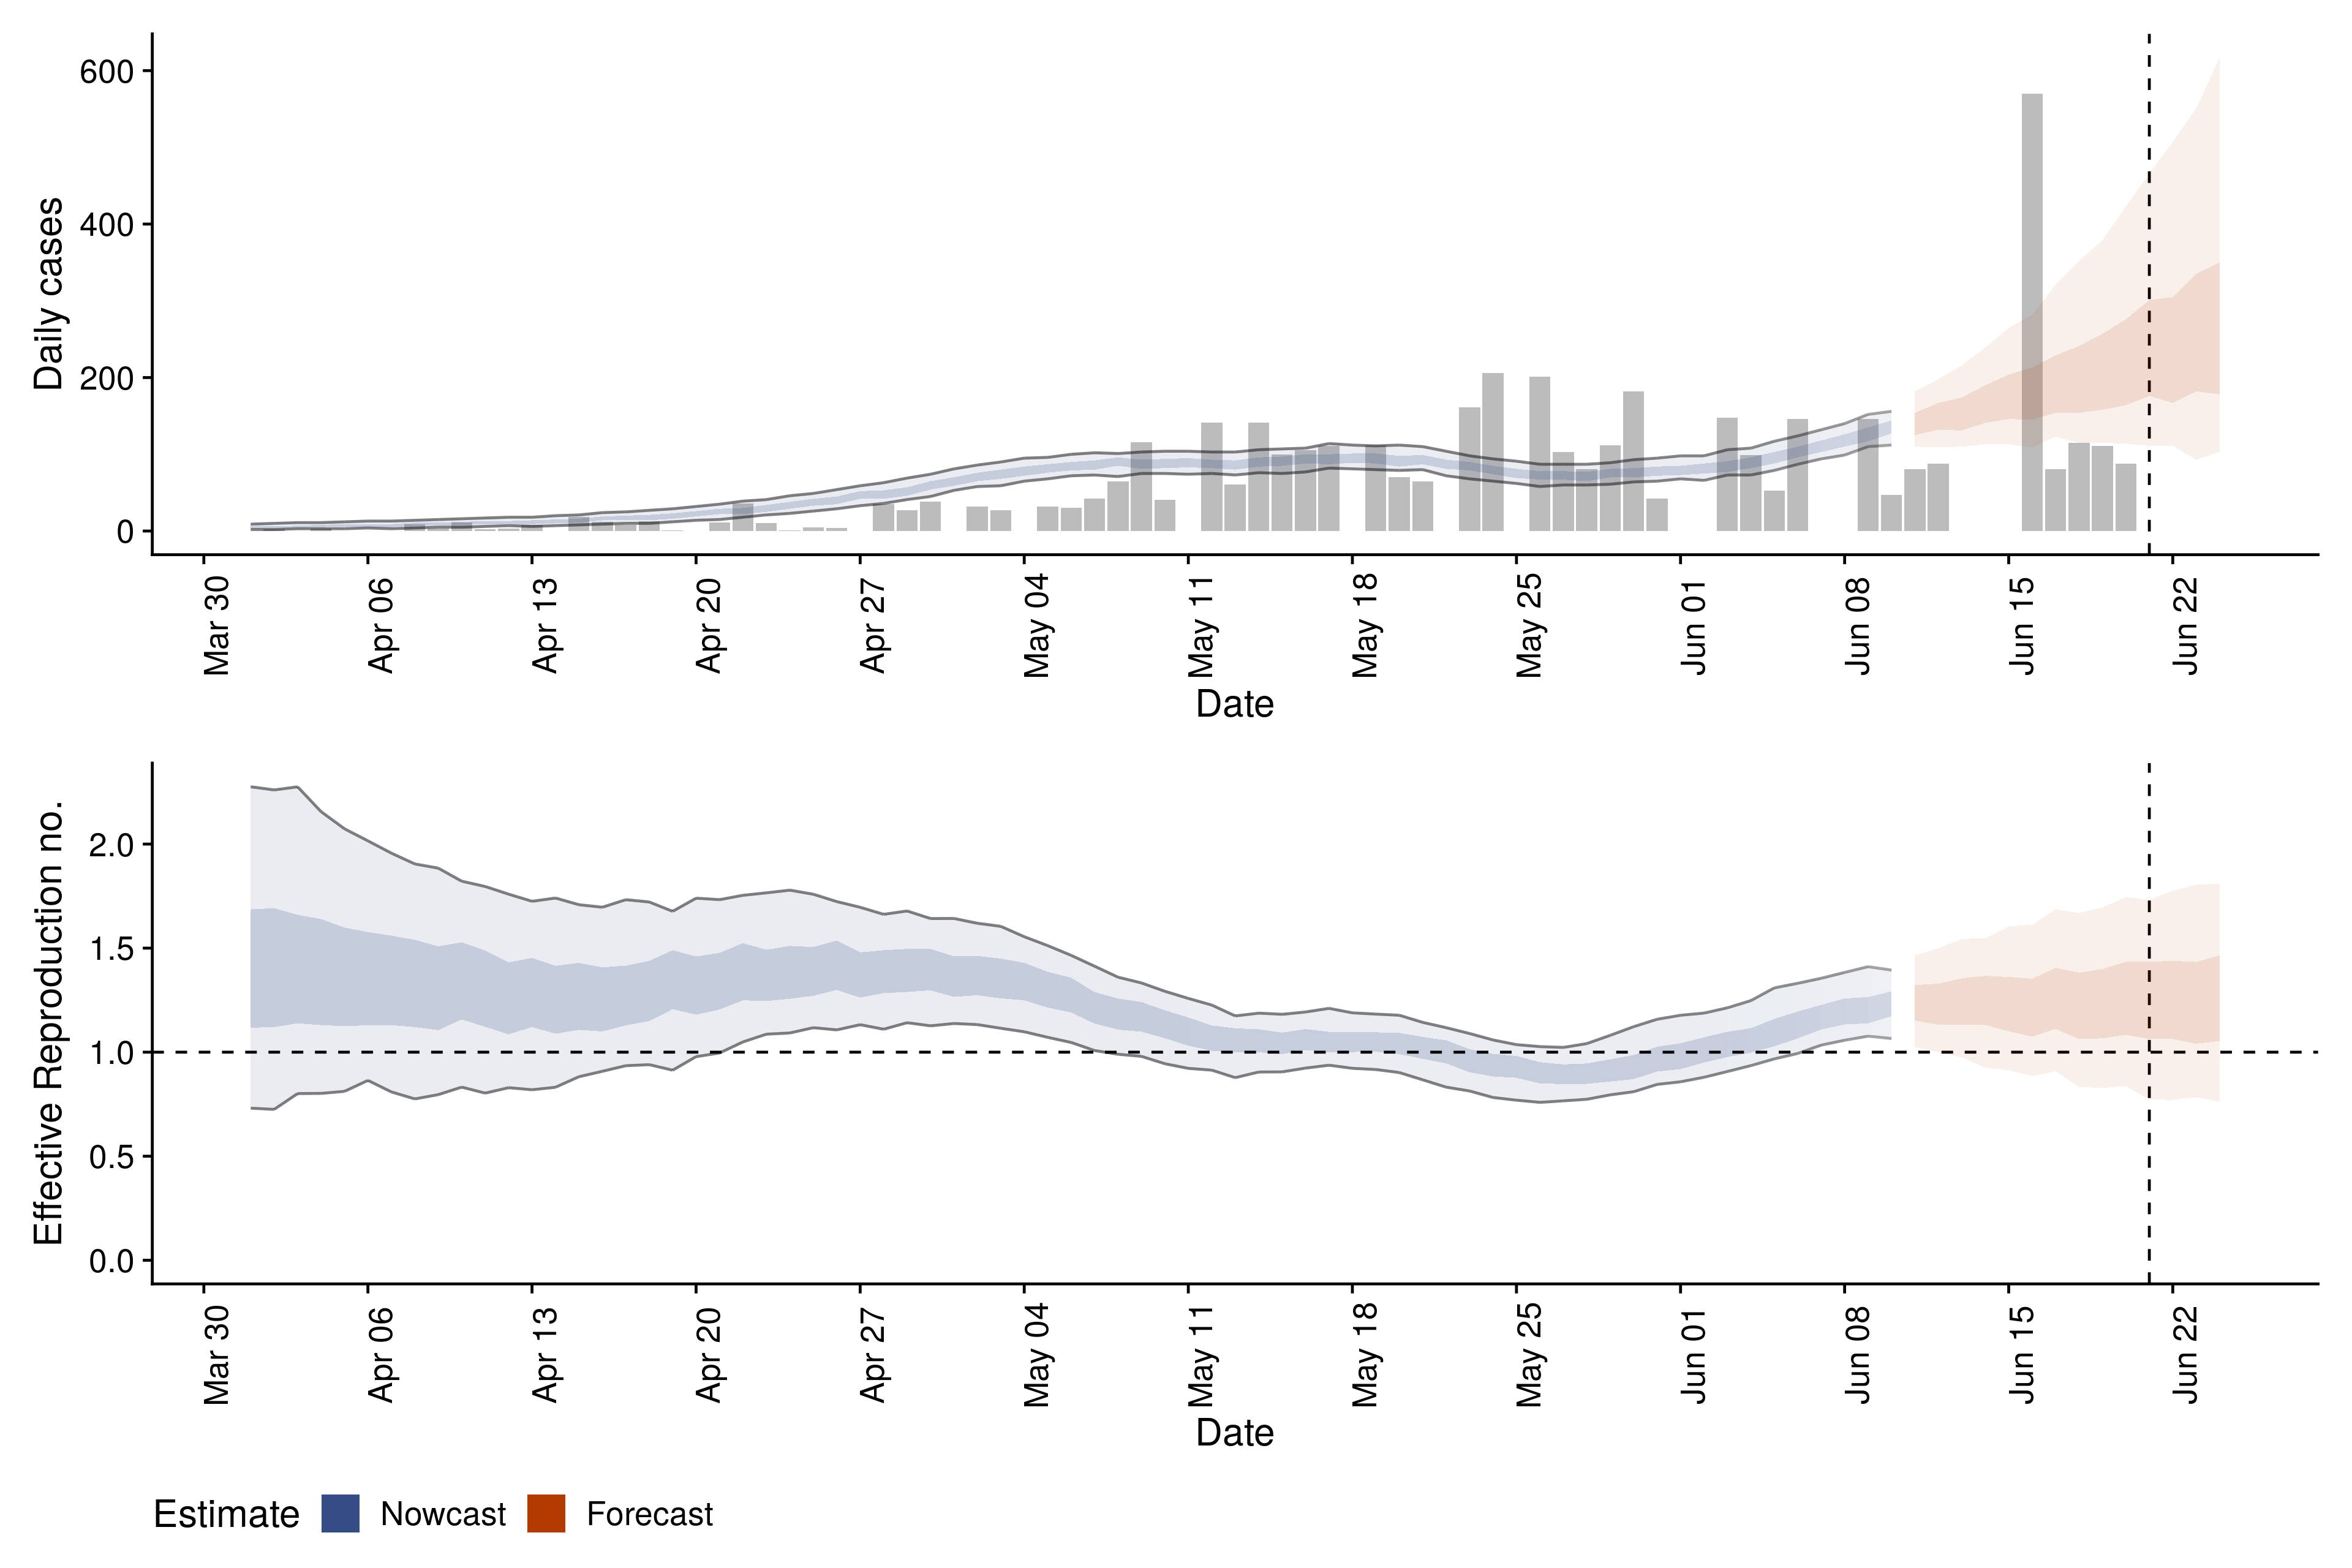 Daily cases
600
400
200
0
Mar 30
Apr 06
Apr 13
Apr 20
Apr 27
May 04
May 11
May 18
May 25
Jun 01
Jun 08
Jun 15
Jun 22
Date
Effective Reproduction no.
2.0
1.5
1.0
0.5
0.0
Mar 30
Apr 06
Apr 13
Apr 20
Apr 27
May 04
May 11
May 18
May 25
Jun 01
Jun 08
Jun 15
Jun 22
Date
Estimate Nowcast Forecast